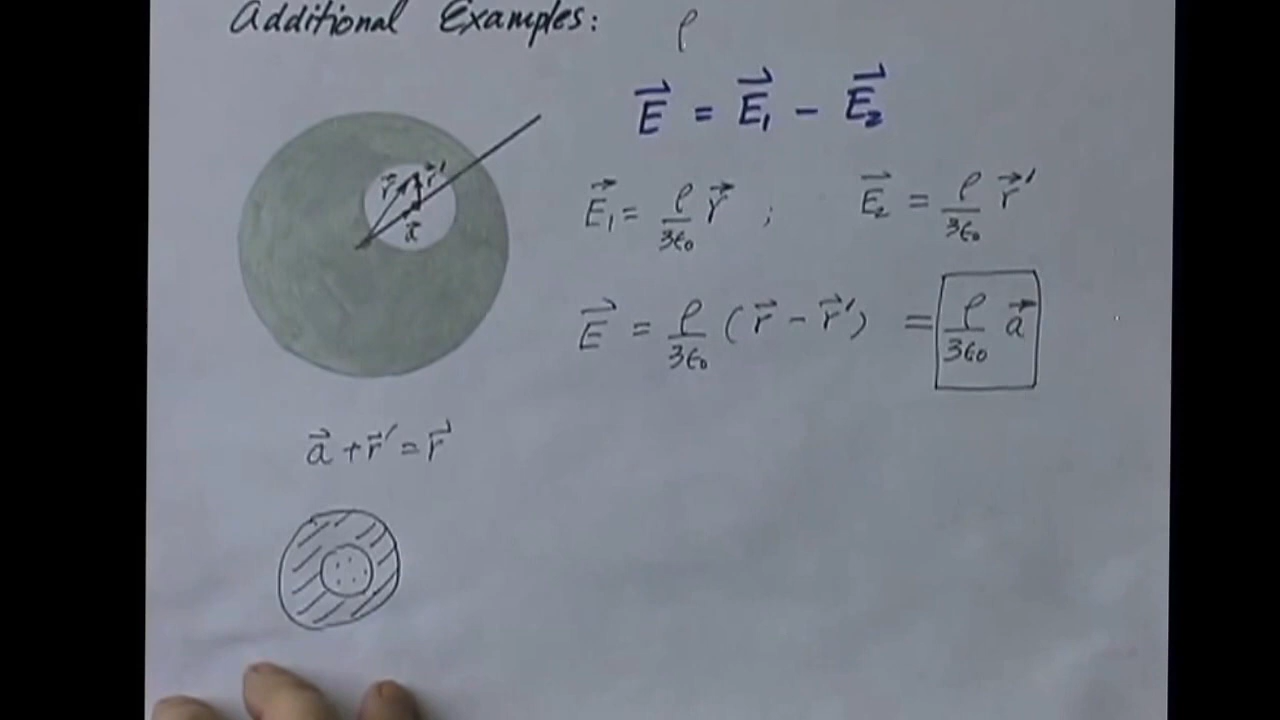 Additional Examples: ρ
E⃗ = E⃗₁ − E⃗₂
r⃗ r⃗′
a⃗
E⃗₁ = ρ/3ϵ₀ r⃗ ; E⃗₂ = ρ/3ϵ₀ r⃗′
E⃗ = ρ/3ϵ₀ (r⃗ − r⃗′) = ρ/3ϵ₀ a⃗
a⃗ + r⃗′ = r⃗